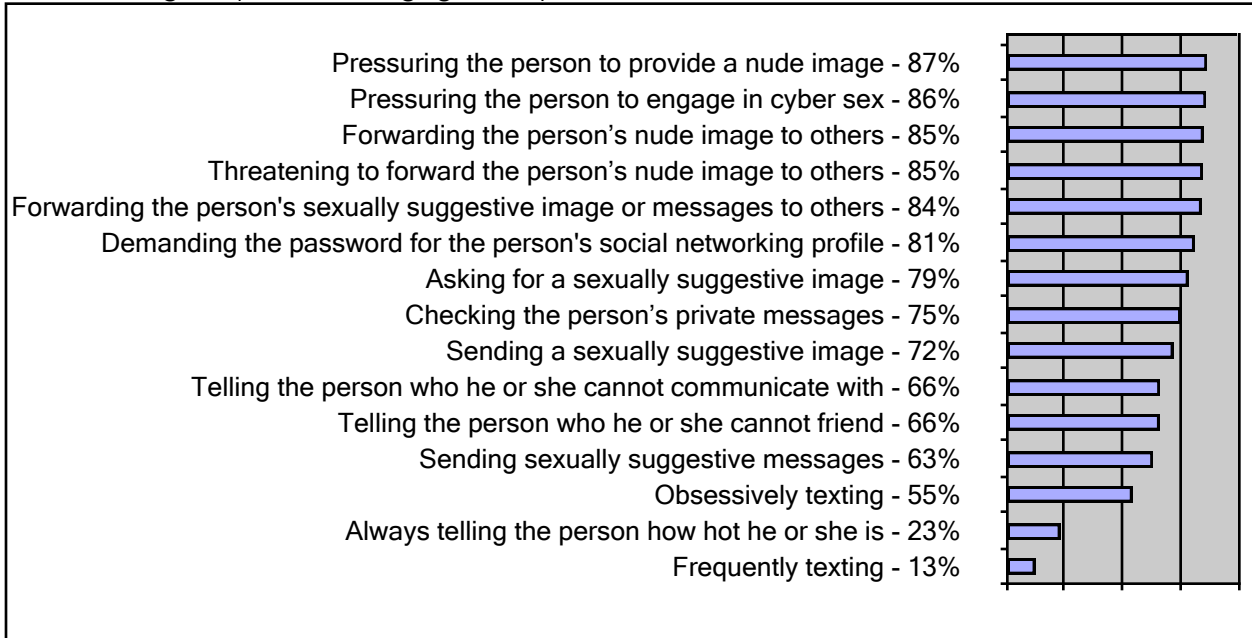 Pressuring the person to provide a nude image - 87%
Pressuring the person to engage in cyber sex - 86%
Forwarding the person’s nude image to others - 85%
Threatening to forward the person’s nude image to others - 85%
Forwarding the person's sexually suggestive image or messages to others - 84%
Demanding the password for the person's social networking profile - 81%
Asking for a sexually suggestive image - 79%
Checking the person’s private messages - 75%
Sending a sexually suggestive image - 72%
Telling the person who he or she cannot communicate with - 66%
Telling the person who he or she cannot friend - 66%
Sending sexually suggestive messages - 63%
Obsessively texting - 55%
Always telling the person how hot he or she is - 23%
Frequently texting - 13%